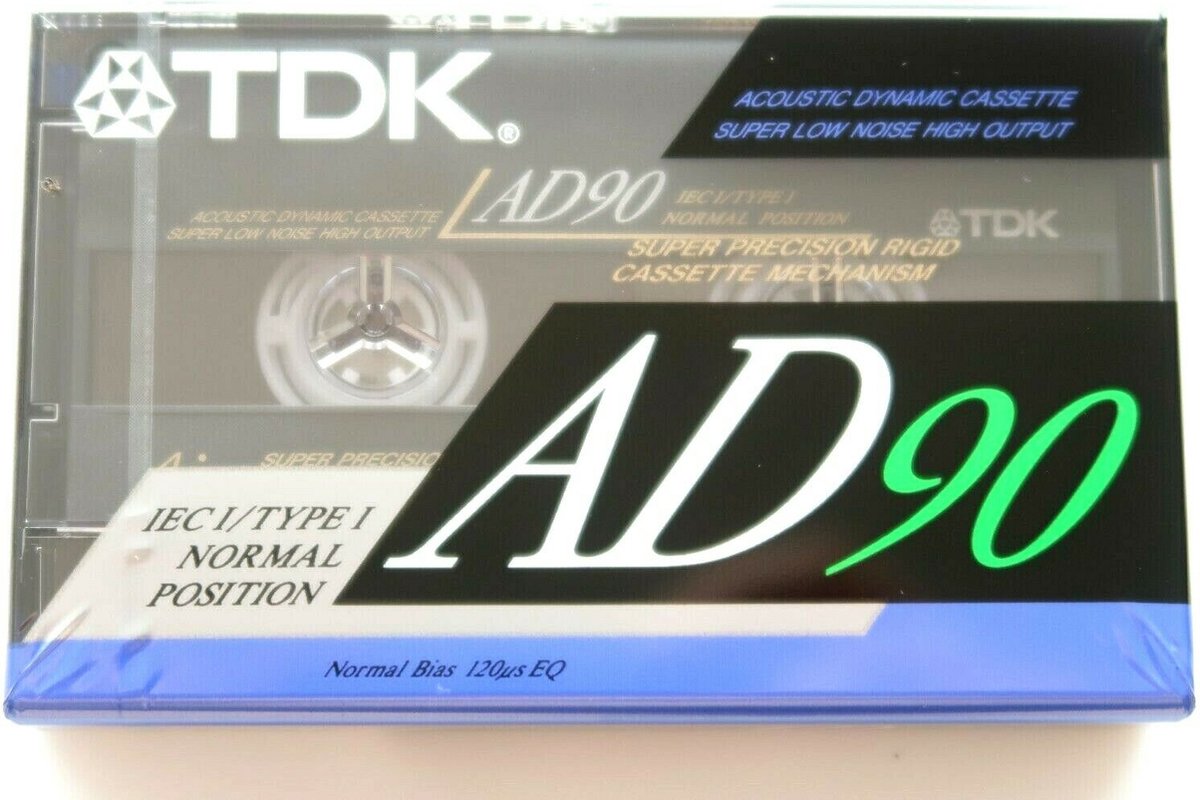 TDK®
ACOUSTIC DYNAMIC CASSETTE
SUPER LOW NOISE HIGH OUTPUT
AD90
IEC I/TYPE I
NORMAL POSITION
ACOUSTIC DYNAMIC CASSETTE
SUPER LOW NOISE HIGH OUTPUT
TDK
SUPER PRECISION RIGID
CASSETTE MECHANISM
AD90
A
SUPER PRECISIO
IEC I/TYPE I
NORMAL
POSITION
Normal Bias 120µs EQ